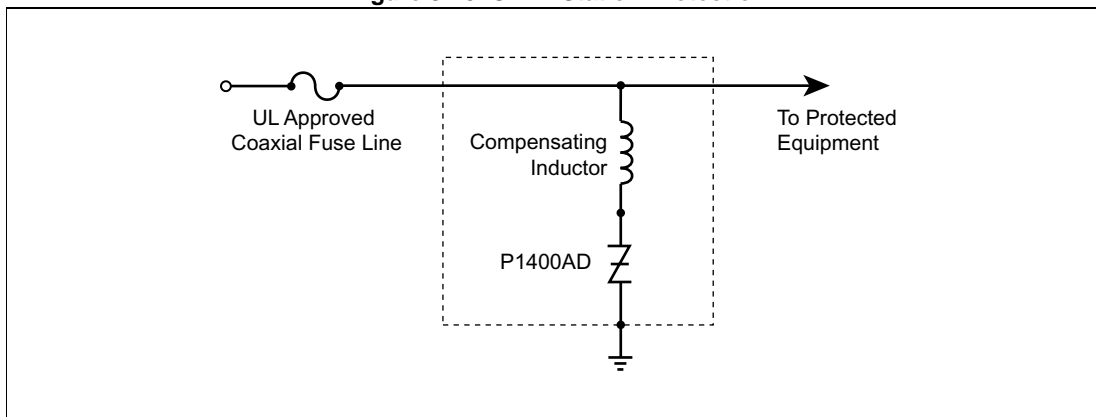 UL Approved
Coaxial Fuse Line
Compensating
Inductor
To Protected
Equipment
P1400AD